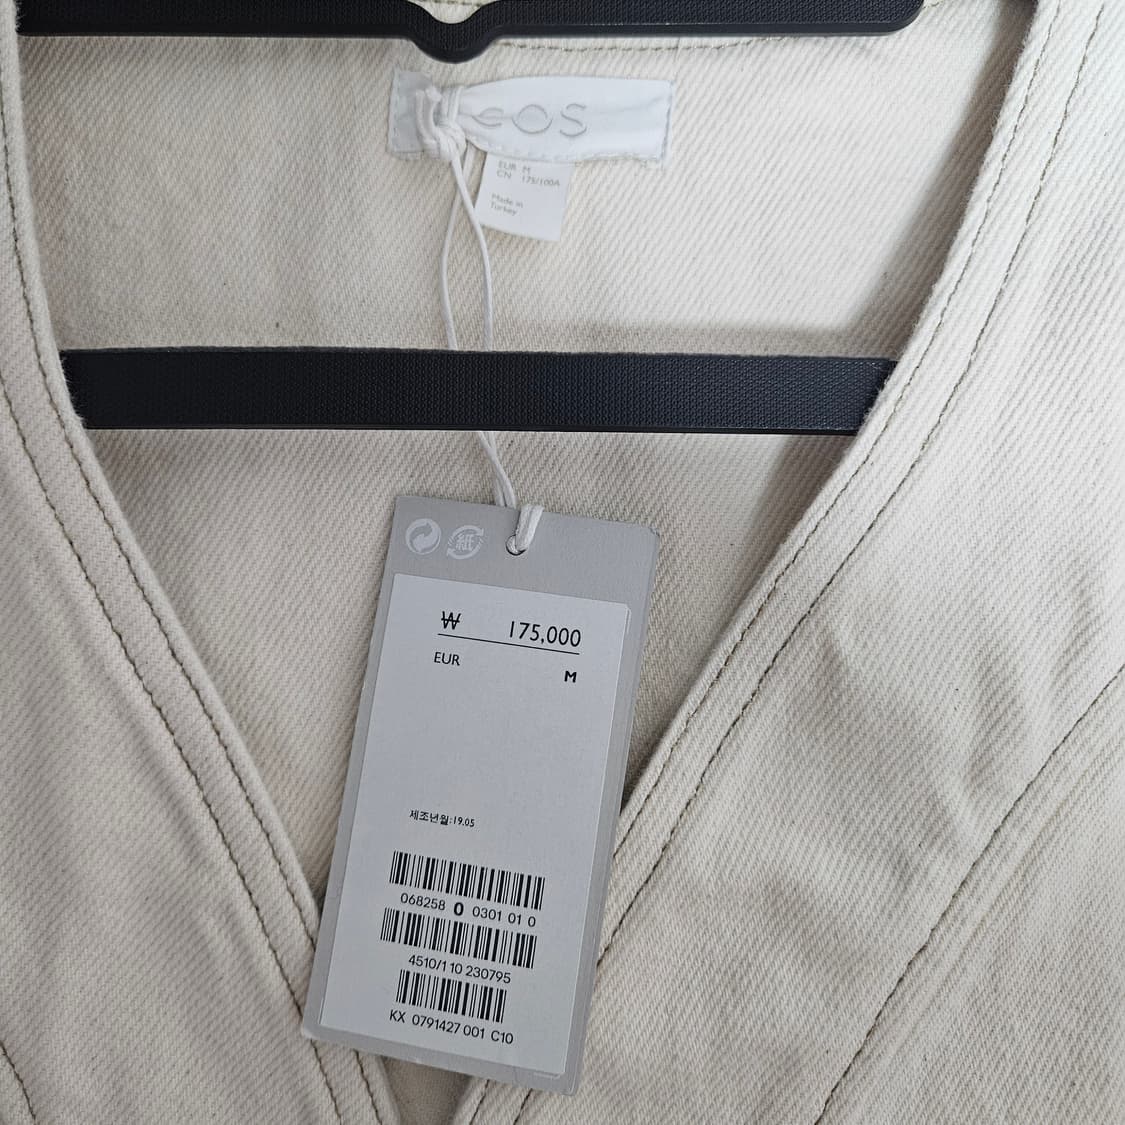 COS
EUR M
CN 175/100A
Made in
Turkey
紙
₩ 175,000
EUR
M
제조년월:19.05
068258 0 0301 01 0
4510/1 10 230795
KX 0791427 001 C10